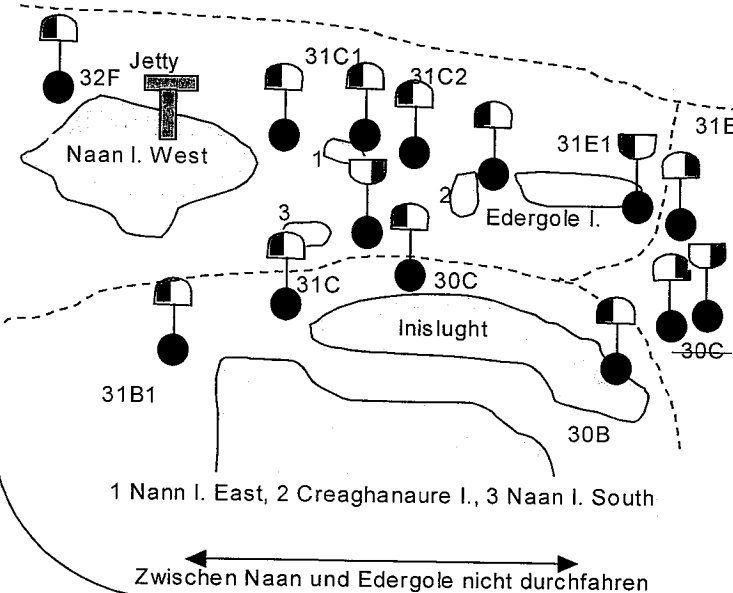 31C1
Jetty
31C2
32F
31E
31E1
1
Naan I. West
2
Edergole I.
3
31C
30C
Inislught
30C
31B1
30B
1 Nann I. East, 2 Creaghanaure I., 3 Naan I. South
Zwischen Naan und Edergole nicht durchfahren